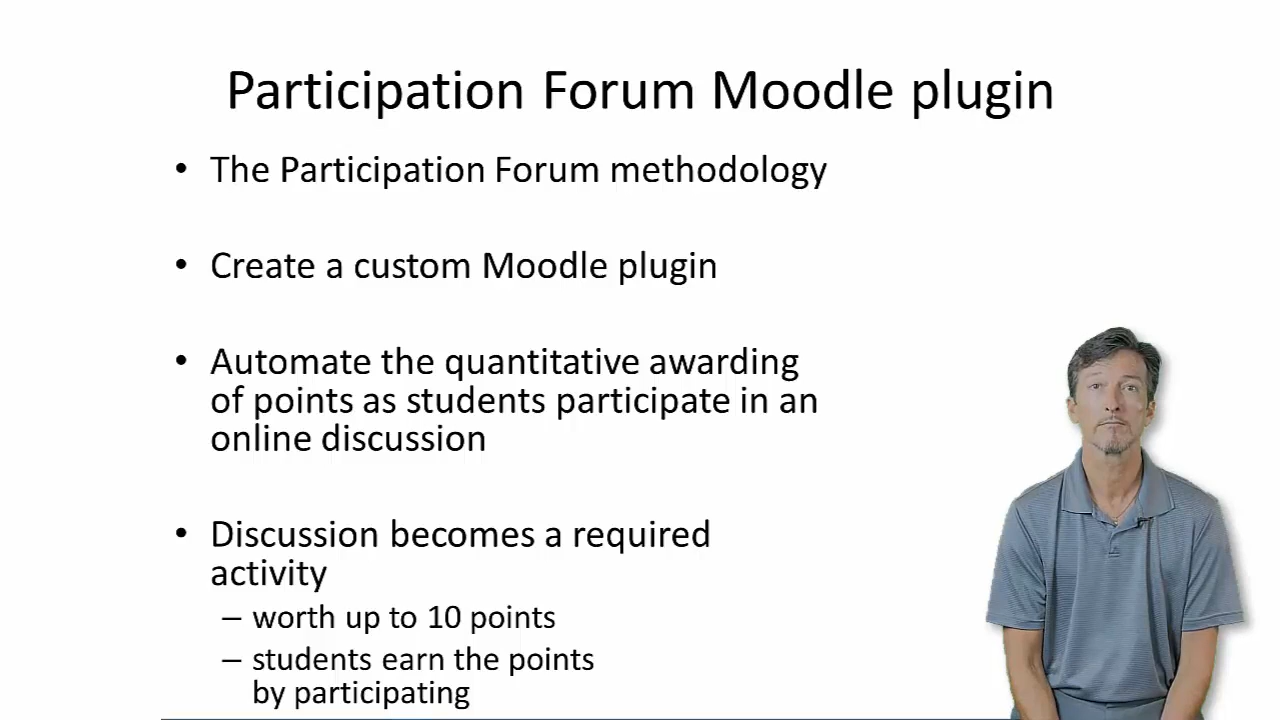 Participation Forum Moodle plugin
• The Participation Forum methodology
• Create a custom Moodle plugin
• Automate the quantitative awarding
of points as students participate in an
online discussion
• Discussion becomes a required
activity
– worth up to 10 points
– students earn the points
by participating